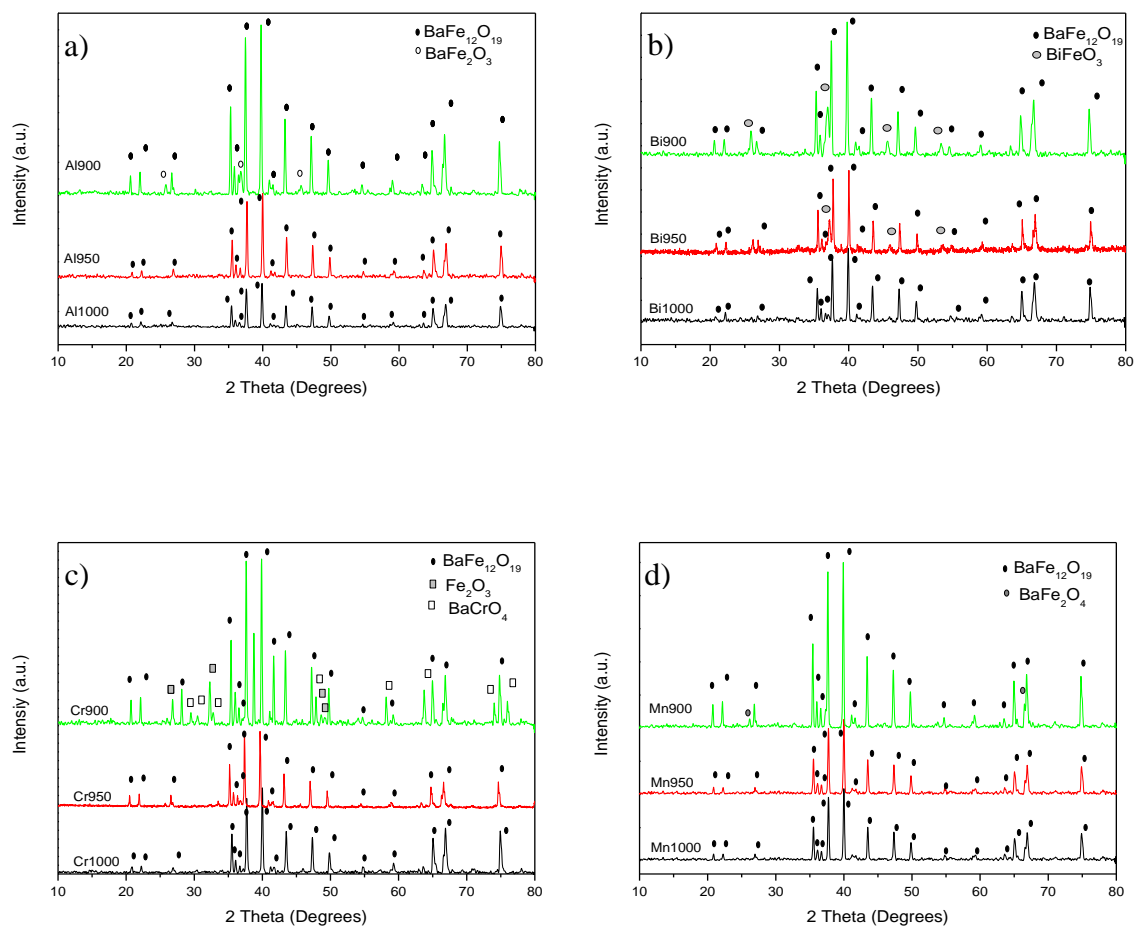 a)
BaFe12O19
BaFe2O3
Al900
Al950
Al1000
Intensity (a.u.)
10 20 30 40 50 60 70 80
2 Theta (Degrees)
b)
BaFe12O19
BiFeO3
Bi900
Bi950
Bi1000
Intensity (a.u.)
10 20 30 40 50 60 70 80
2 Theta (Degrees)
c)
BaFe12O19
Fe2O3
BaCrO4
Cr900
Cr950
Cr1000
Intensity (a.u.)
10 20 30 40 50 60 70 80
2 Theta (Degrees)
d)
BaFe12O19
BaFe2O4
Mn900
Mn950
Mn1000
Intensiy (a.u.)
10 20 30 40 50 60 70 80
2 Theta (Degrees)